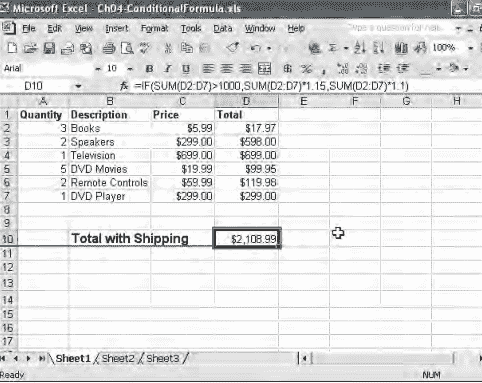 Microsoft Excel - Ch04-ConditionalFormula.xls
File Edit View Insert Format Tools Data Window Help
100%
Arial 10 B I U $ % ,
D10 fx =IF(SUM(D2:D7)>1000,SUM(D2:D7)*1.15,SUM(D2:D7)*1.1)
A B C D E F G H
1 Quantity Description Price Total
2 3 Books $5.99 $17.97
3 2 Speakers $299.00 $598.00
4 1 Television $699.00 $699.00
5 5 DVD Movies $19.99 $99.95
6 2 Remote Controls $59.99 $119.98
7 1 DVD Player $299.00 $299.00
8
9
10 Total with Shipping $2,108.99
11
12
13
14
15
16
17
Sheet1 Sheet2 Sheet3
Ready NUM